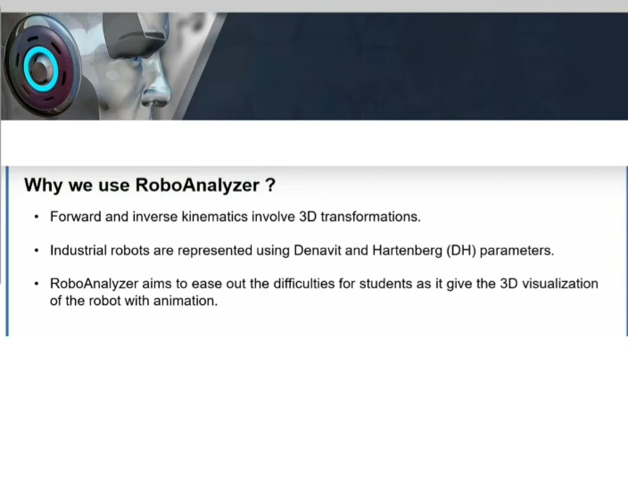 Why we use RoboAnalyzer ?
• Forward and inverse kinematics involve 3D transformations.
• Industrial robots are represented using Denavit and Hartenberg (DH) parameters.
• RoboAnalyzer aims to ease out the difficulties for students as it give the 3D visualization
of the robot with animation.